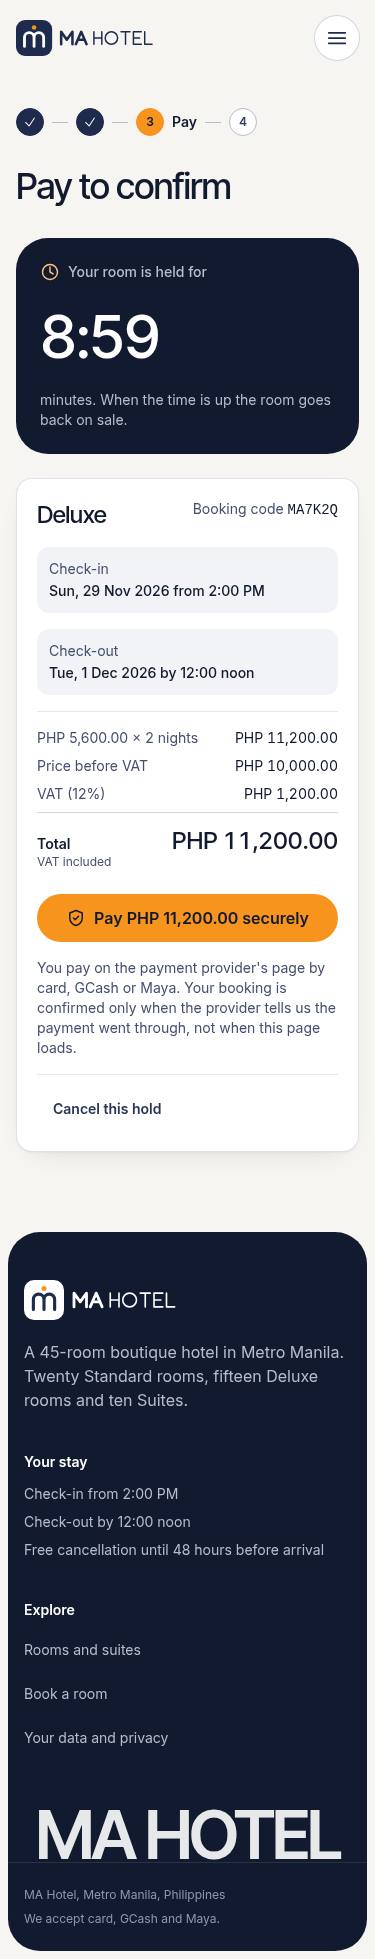 MA HOTEL
3 Pay 4
Pay to confirm
Your room is held for
8:59
minutes. When the time is up the room goes
back on sale.
Deluxe
Booking code MA7K2Q
Check-in
Sun, 29 Nov 2026 from 2:00 PM
Check-out
Tue, 1 Dec 2026 by 12:00 noon
PHP 5,600.00 × 2 nights PHP 11,200.00
Price before VAT PHP 10,000.00
VAT (12%) PHP 1,200.00
Total PHP 11,200.00
VAT included
Pay PHP 11,200.00 securely
You pay on the payment provider's page by
card, GCash or Maya. Your booking is
confirmed only when the provider tells us the
payment went through, not when this page
loads.
Cancel this hold
MA HOTEL
A 45-room boutique hotel in Metro Manila.
Twenty Standard rooms, fifteen Deluxe
rooms and ten Suites.
Your stay
Check-in from 2:00 PM
Check-out by 12:00 noon
Free cancellation until 48 hours before arrival
Explore
Rooms and suites
Book a room
Your data and privacy
MA HOTEL
MA Hotel, Metro Manila, Philippines
We accept card, GCash and Maya.